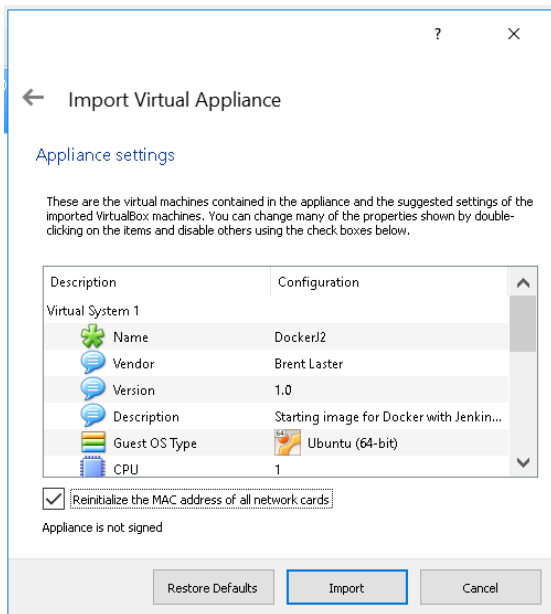 ?
Import Virtual Appliance
Appliance settings
These are the virtual machines contained in the appliance and the suggested settings of the
imported VirtualBox machines. You can change many of the properties shown by double-
clicking on the items and disable others using the check boxes below.
Description Configuration
Virtual System 1
Name DockerJ2
Vendor Brent Laster
Version 1.0
Description Starting image for Docker with Jenkin...
Guest OS Type 64 Ubuntu (64-bit)
CPU 1
Reinitialize the MAC address of all network cards
Appliance is not signed
Restore Defaults Import Cancel